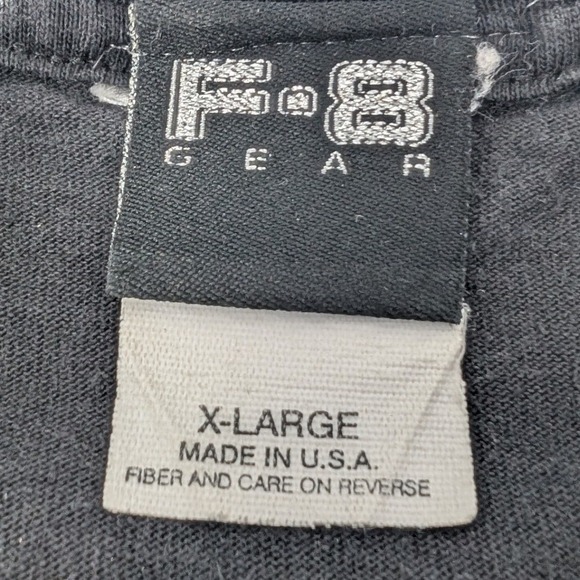 F-8
GEAR
X-LARGE
MADE IN U.S.A.
FIBER AND CARE ON REVERSE